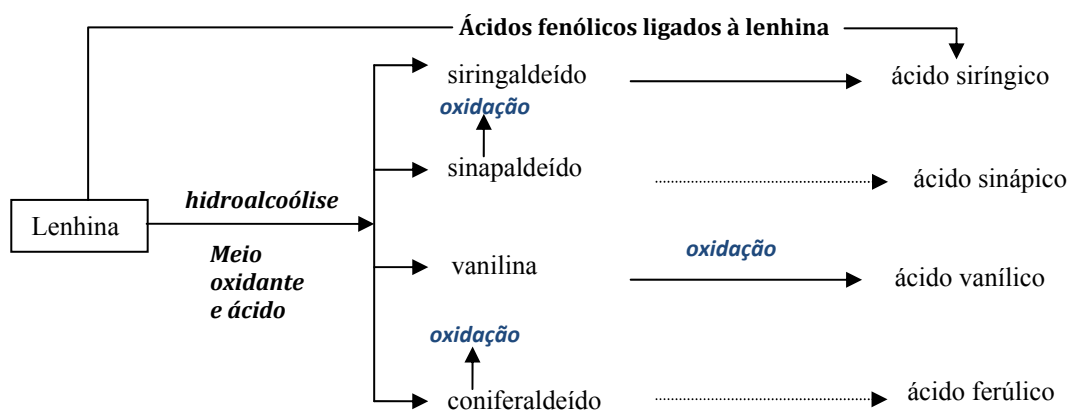 Ácidos fenólicos ligados à lenhina
siringaldeído
ácido siríngico
oxidação
sinapaldeído
ácido sinápico
hidroalcoólise
Lenhina
Meio
oxidante
e ácido
vanilina
oxidação
ácido vanílico
oxidação
coniferaldeído
ácido ferúlico